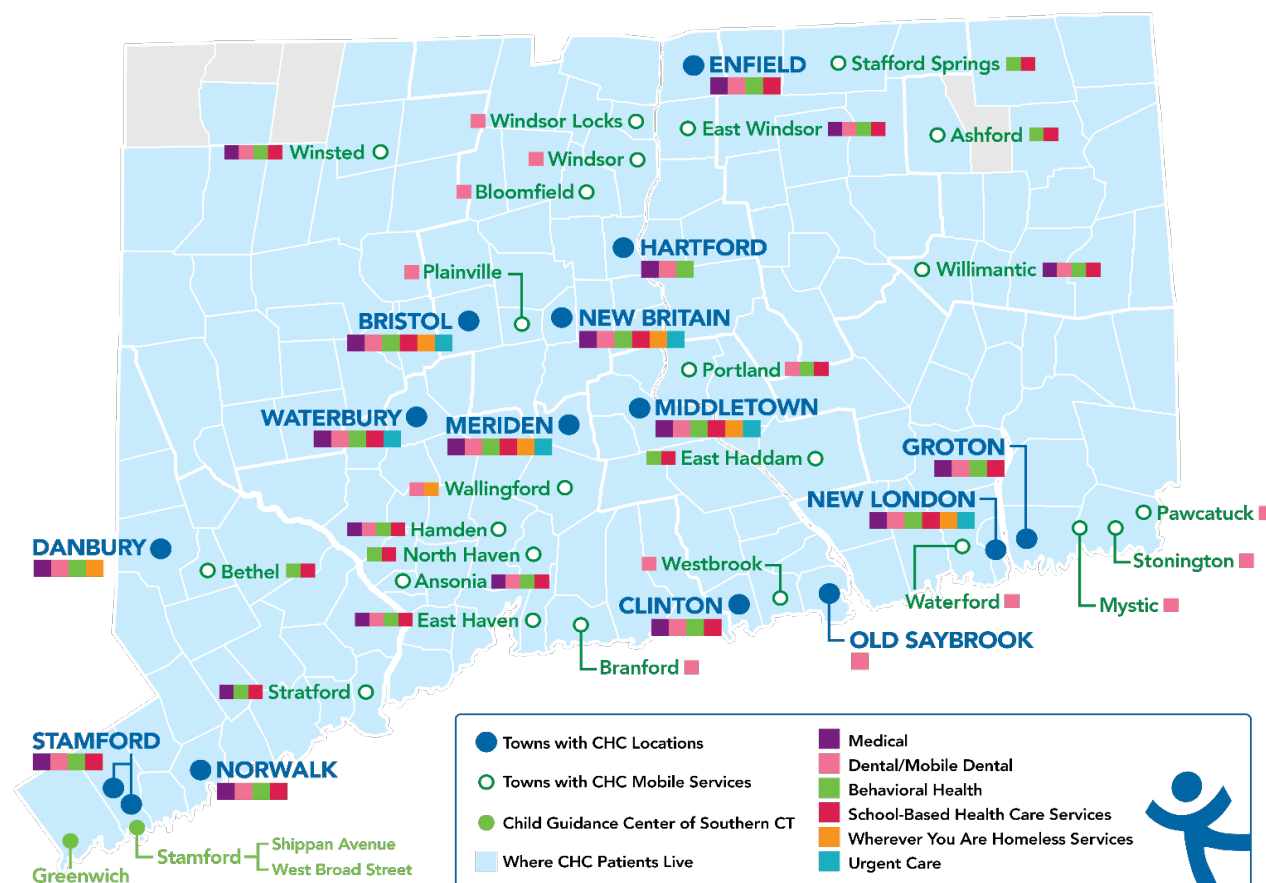 ENFIELD
Stafford Springs
Windsor Locks
East Windsor
Ashford
Winsted
Windsor
Bloomfield
HARTFORD
Plainville
Willimantic
BRISTOL
NEW BRITAIN
Portland
WATERBURY
MERIDEN
MIDDLETOWN
East Haddam
GROTON
Wallingford
NEW LONDON
Pawcatuck
Hamden
DANBURY
North Haven
Westbrook
Stonington
Bethel
Ansonia
CLINTON
Waterford
Mystic
East Haven
OLD SAYBROOK
Branford
Stratford
STAMFORD
NORWALK
Stamford
Shippan Avenue
West Broad Street
Greenwich
Towns with CHC Locations
Towns with CHC Mobile Services
Child Guidance Center of Southern CT
Where CHC Patients Live
Medical
Dental/Mobile Dental
Behavioral Health
School-Based Health Care Services
Wherever You Are Homeless Services
Urgent Care